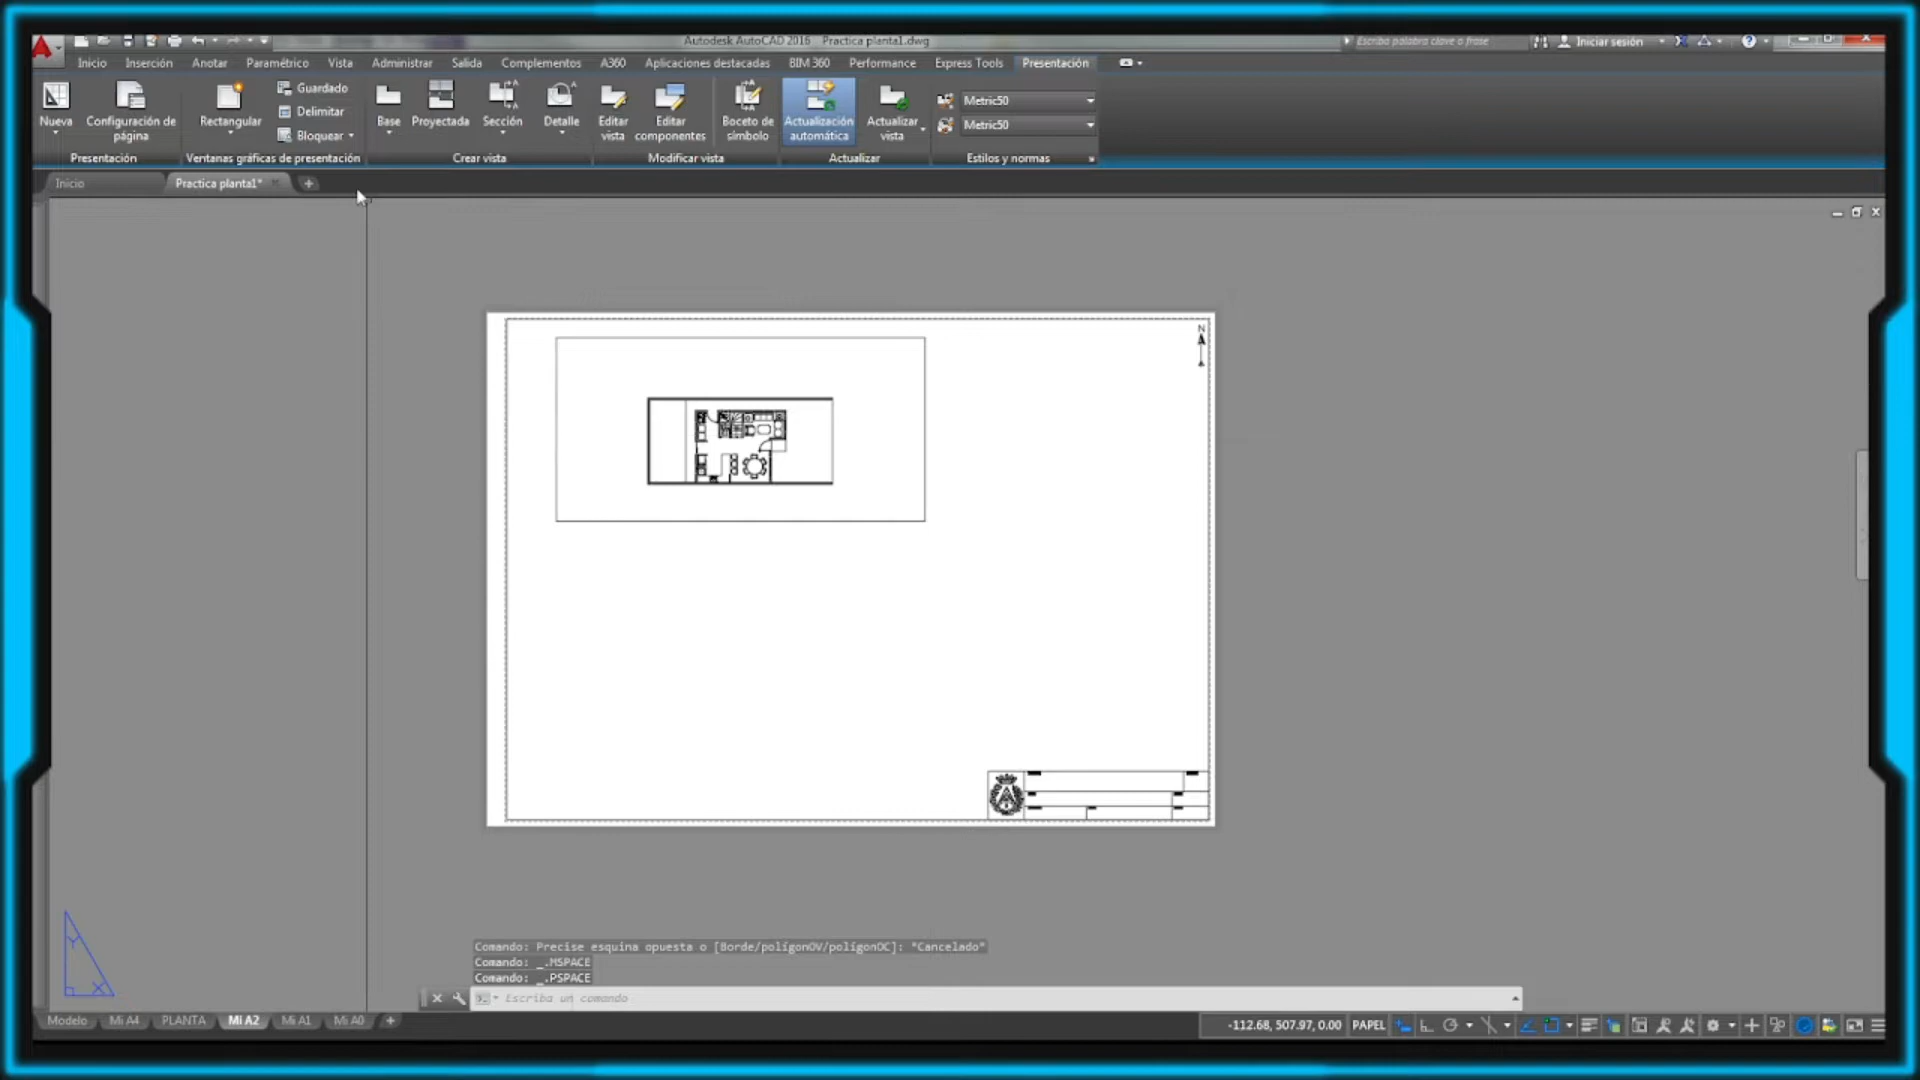 Autodesk AutoCAD 2016 Practica planta1.dwg
Escriba palabra clave o frase
Iniciar sesión
Inicio Inserción Anotar Paramétrico Vista Administrar Salida Complementos A360 Aplicaciones destacadas BIM 360 Performance Express Tools Presentación
Nueva
Configuración de página
Rectangular
Guardado
Delimitar
Bloquear
Base
Proyectada
Sección
Detalle
Editar vista
Editar componentes
Boceto de símbolo
Actualización automática
Actualizar vista
Metric50
Metric50
Presentación Ventanas gráficas de presentación Crear vista Modificar vista Actualizar Estilos y normas
Inicio Practica planta1*
N
Comando: Precise esquina opuesta o [Borde/polígonOV/polígonOC]: *Cancelado*
Comando: _.MSPACE
Comando: _.PSPACE
Escriba un comando
Y
X
Modelo Mi A4 PLANTA Mi A2 Mi A1 Mi A0
-112.68, 507.97, 0.00 PAPEL